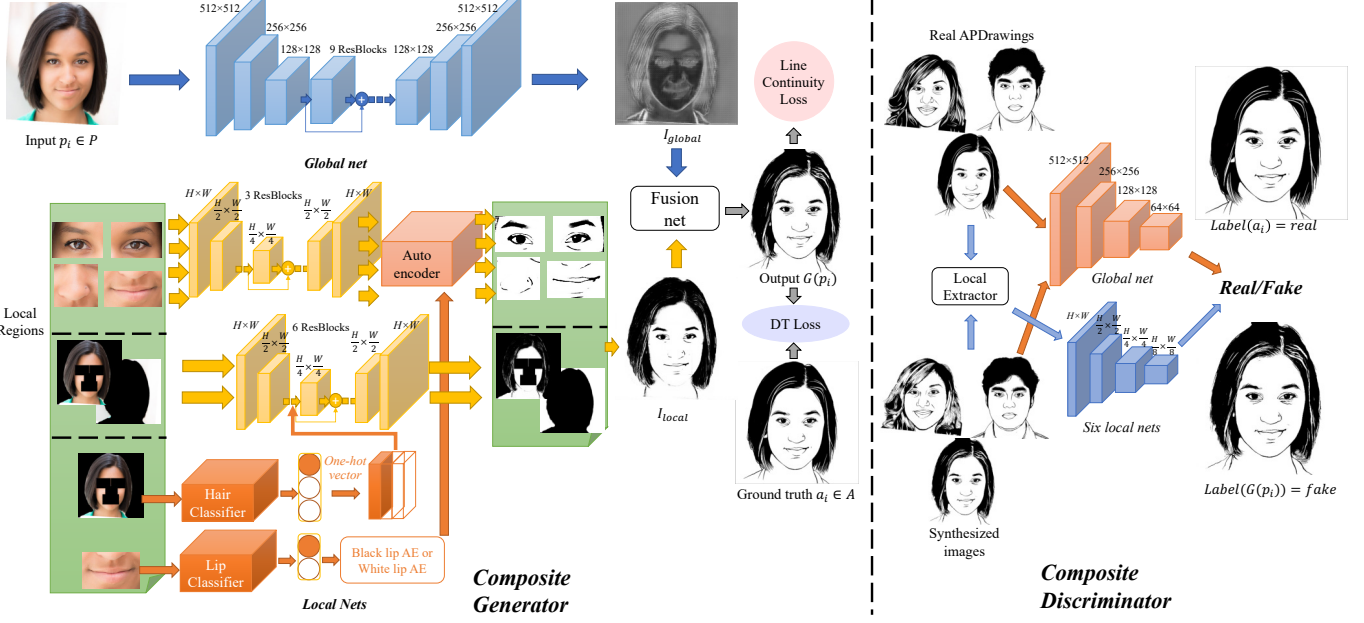 512×512
256×256
128×128
9 ResBlocks
128×128
256×256
512×512
Input p_i ∈ P
Global net
I_global
Line
Continuity
Loss
Fusion
net
Output G(p_i)
DT Loss
Ground truth a_i ∈ A
I_local
Local
Regions
H×W
H/2 × W/2
3 ResBlocks
H/4 × W/4
H/2 × W/2
H×W
Auto
encoder
H×W
H/2 × W/2
6 ResBlocks
H/4 × W/4
H/2 × W/2
H×W
Hair
Classifier
One-hot
vector
Lip
Classifier
Black lip AE or
White lip AE
Local Nets
Composite
Generator
Real APDrawings
512×512
256×256
128×128
64×64
Global net
Local
Extractor
H×W
H/2 × W/2
H/4 × W/4
H/8 × W/8
Six local nets
Synthesized
images
Label(a_i) = real
Real/Fake
Label(G(p_i)) = fake
Composite
Discriminator